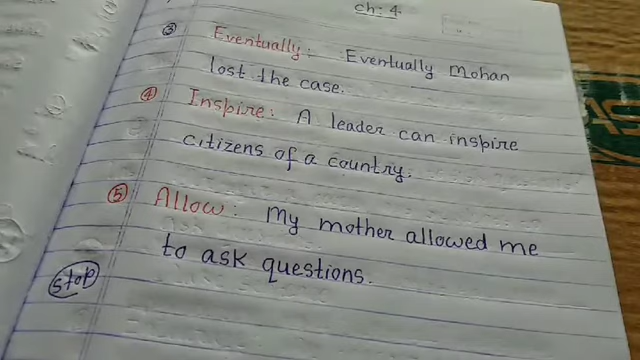 ch: 4
③ Eventually: Eventually Mohan
lost the case.
④ Inspire: A leader can inspire
citizens of a country.
⑤ Allow: My mother allowed me
to ask questions.
stop